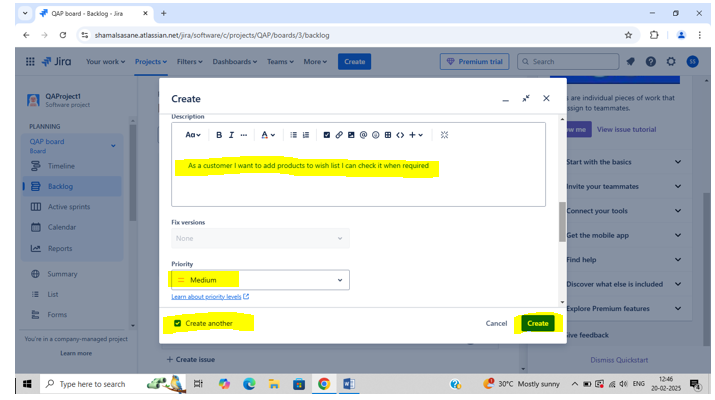 QAP board - Backlog - Jira
shamalsasane.atlassian.net/jira/software/c/projects/QAP/boards/3/backlog
Jira
Your work
Projects
Filters
Dashboards
Teams
More
Create
Premium trial
Search
SS
QAProject1
Software project
PLANNING
QAP board
Board
Timeline
Backlog
Active sprints
Calendar
Reports
Summary
List
Forms
You're in a company-managed project
Learn more
Create
Description
Aa
B I ... A
As a customer I want to add products to wish list I can check it when required
Fix versions
None
Priority
Medium
Learn about priority levels
Create another
Cancel
Create
+ Create issue
are individual pieces of work that
ssign to teammates.
w me
View issue tutorial
Start with the basics
Invite your teammates
Connect your tools
Get the mobile app
Find help
Discover what else is included
Explore Premium features
Give feedback
Dismiss Quickstart
Type here to search
30°C Mostly sunny
ENG
12:46
20-02-2025